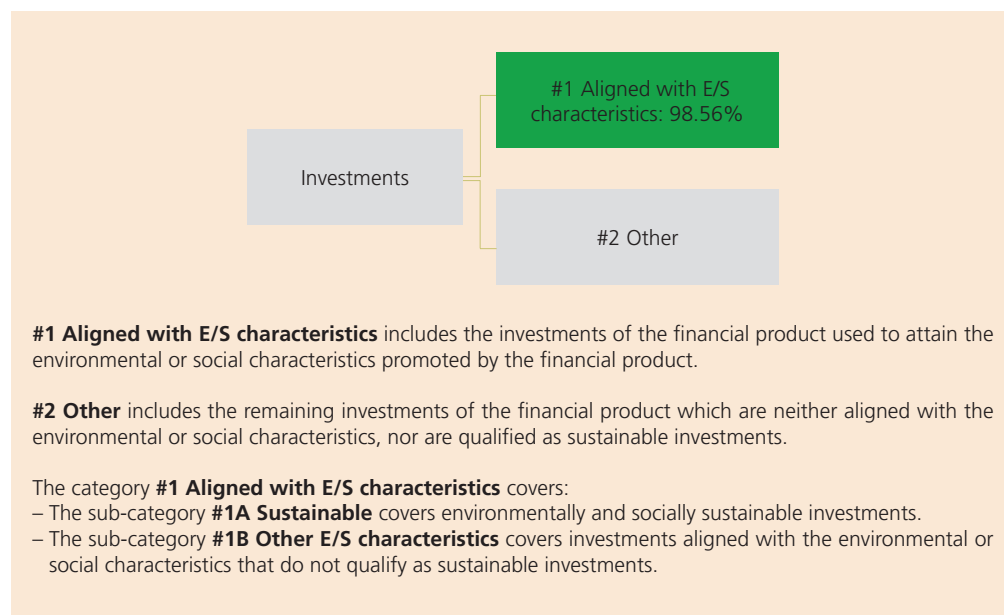 #1 Aligned with E/S
characteristics: 98.56%
Investments
#2 Other
#1 Aligned with E/S characteristics includes the investments of the financial product used to attain the
environmental or social characteristics promoted by the financial product.
#2 Other includes the remaining investments of the financial product which are neither aligned with the
environmental or social characteristics, nor are qualified as sustainable investments.
The category #1 Aligned with E/S characteristics covers:
– The sub-category #1A Sustainable covers environmentally and socially sustainable investments.
– The sub-category #1B Other E/S characteristics covers investments aligned with the environmental or
social characteristics that do not qualify as sustainable investments.